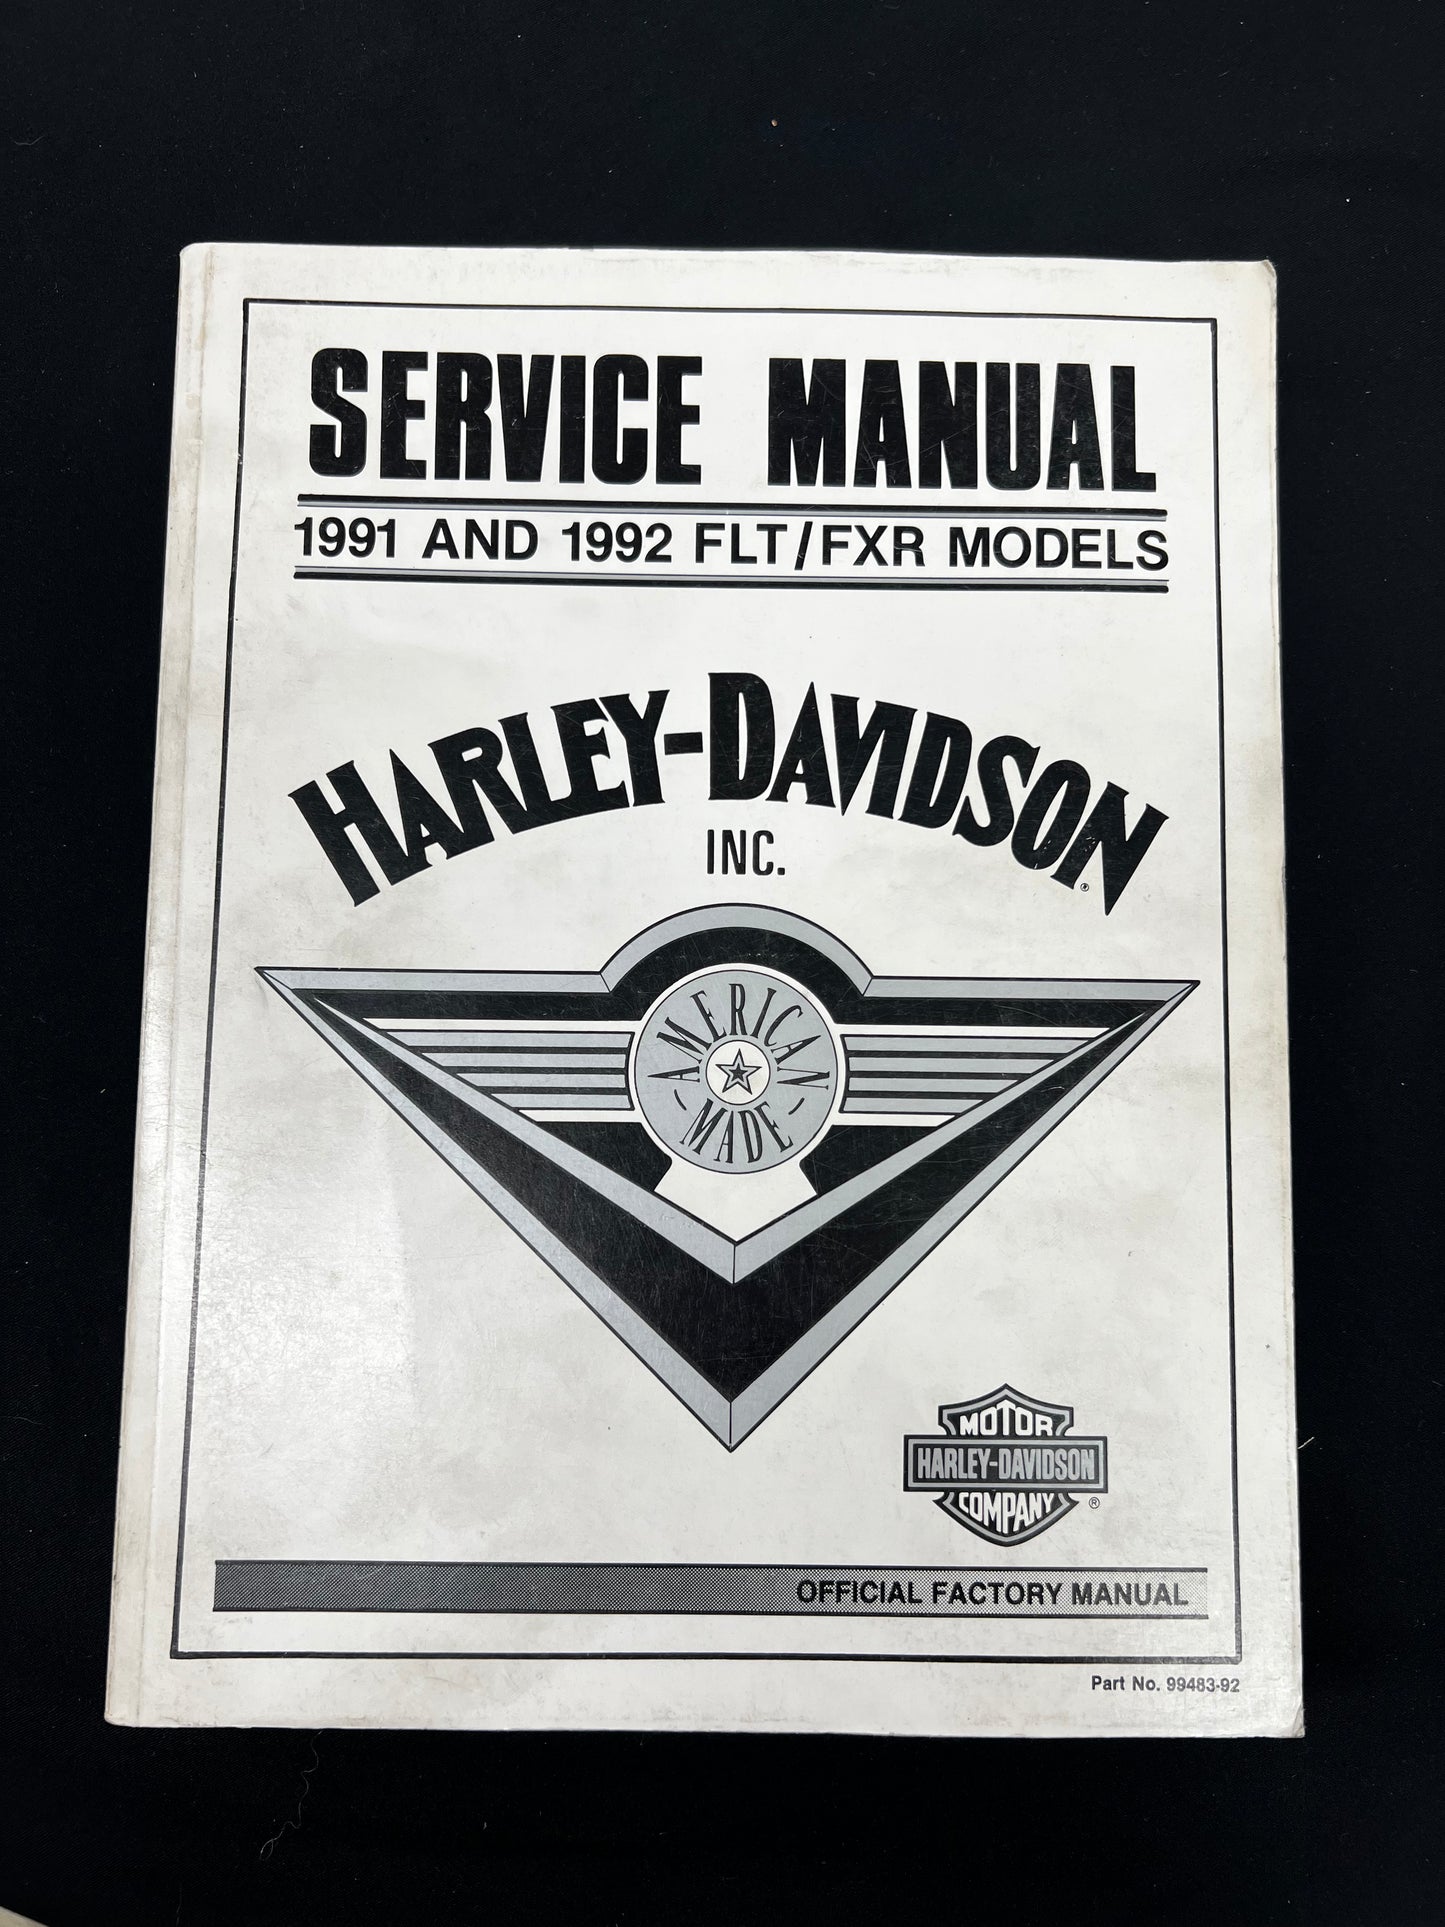 SERVICE MANUAL
1991 AND 1992 FLT/FXR MODELS
HARLEY-DAVIDSON®
INC.
AMERICAN
- MADE -
MOTOR
HARLEY-DAVIDSON
COMPANY ®
OFFICIAL FACTORY MANUAL
Part No. 99483-92